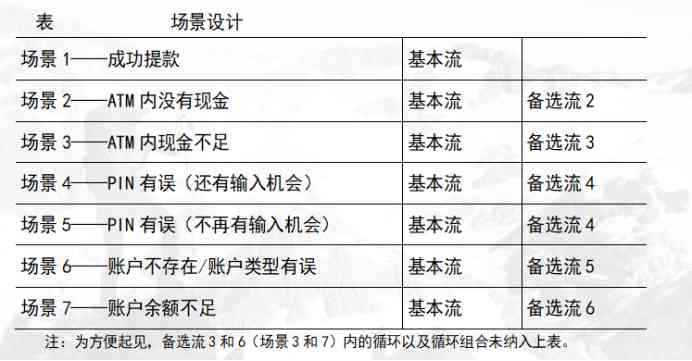 表 场景设计
场景 1——成功提款 基本流
场景 2——ATM 内没有现金 基本流 备选流 2
场景 3——ATM 内现金不足 基本流 备选流 3
场景 4——PIN 有误（还有输入机会） 基本流 备选流 4
场景 5——PIN 有误（不再有输入机会） 基本流 备选流 4
场景 6——账户不存在/账户类型有误 基本流 备选流 5
场景 7——账户余额不足 基本流 备选流 6
注：为方便起见，备选流 3 和 6（场景 3 和 7）内的循环以及循环组合未纳入上表。